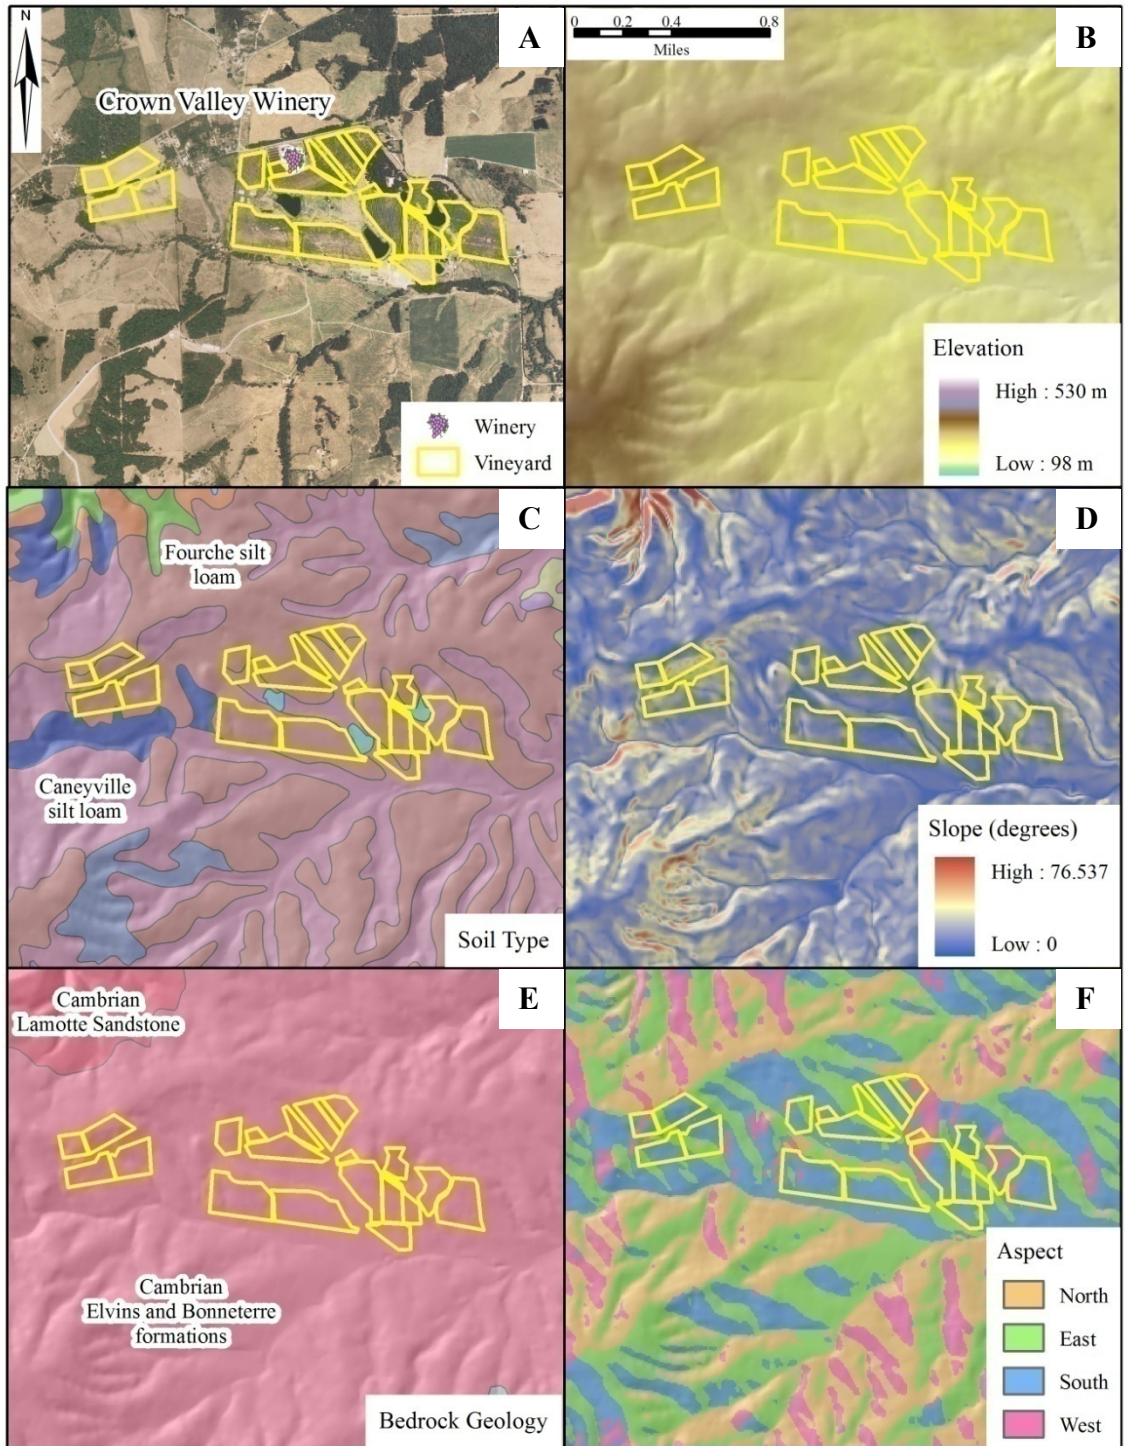 N
A
Crown Valley Winery
Winery
Vineyard
0 0.2 0.4 0.8
Miles
B
Elevation
High : 530 m
Low : 98 m
C
Fourche silt
loam
Caneyville
silt loam
Soil Type
D
Slope (degrees)
High : 76.537
Low : 0
E
Cambrian
Lamotte Sandstone
Cambrian
Elvins and Bonneterre
formations
Bedrock Geology
F
Aspect
North
East
South
West